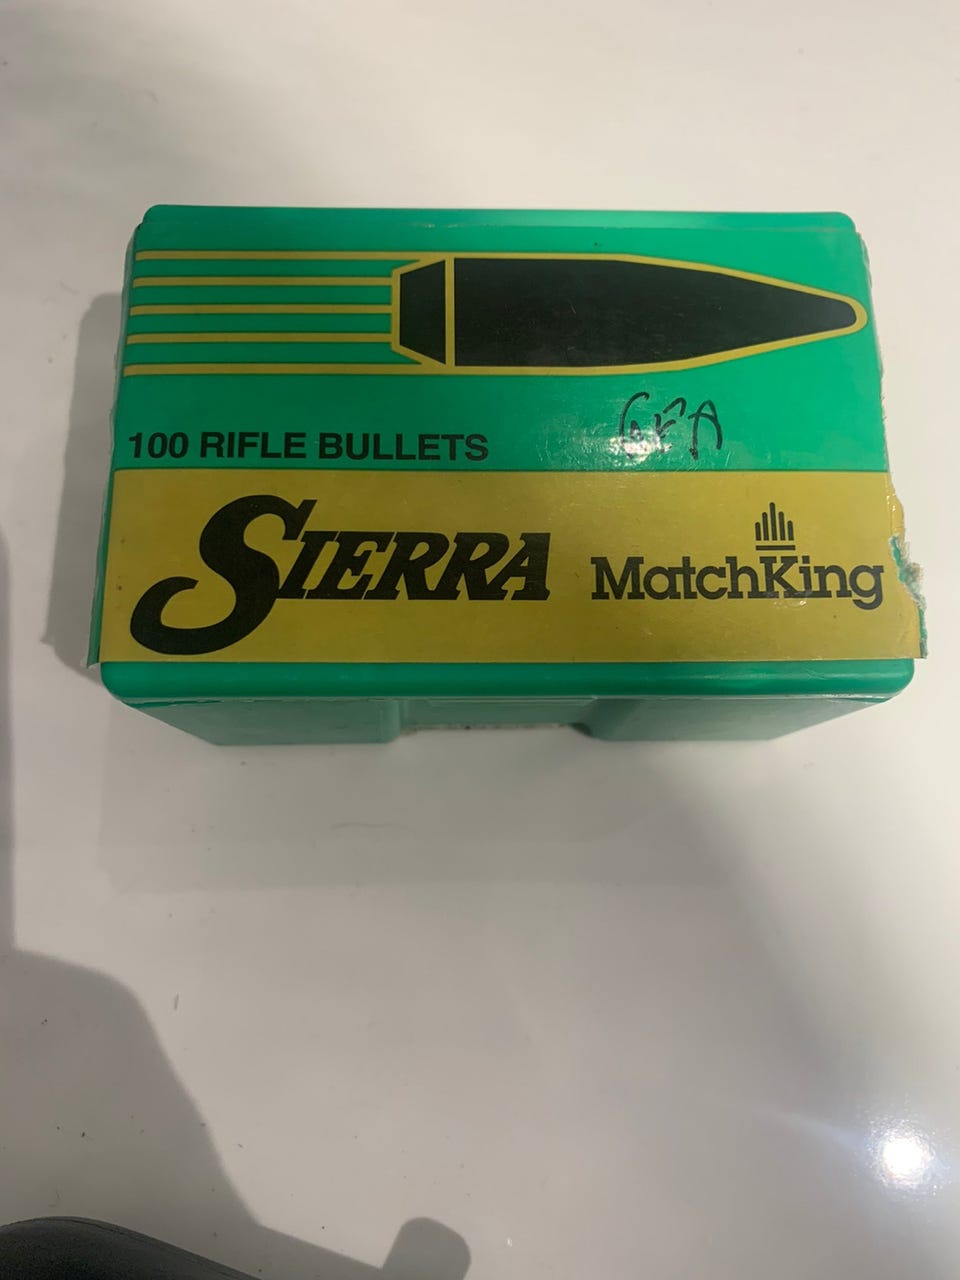 100 RIFLE BULLETS
SIERRA
MatchKing